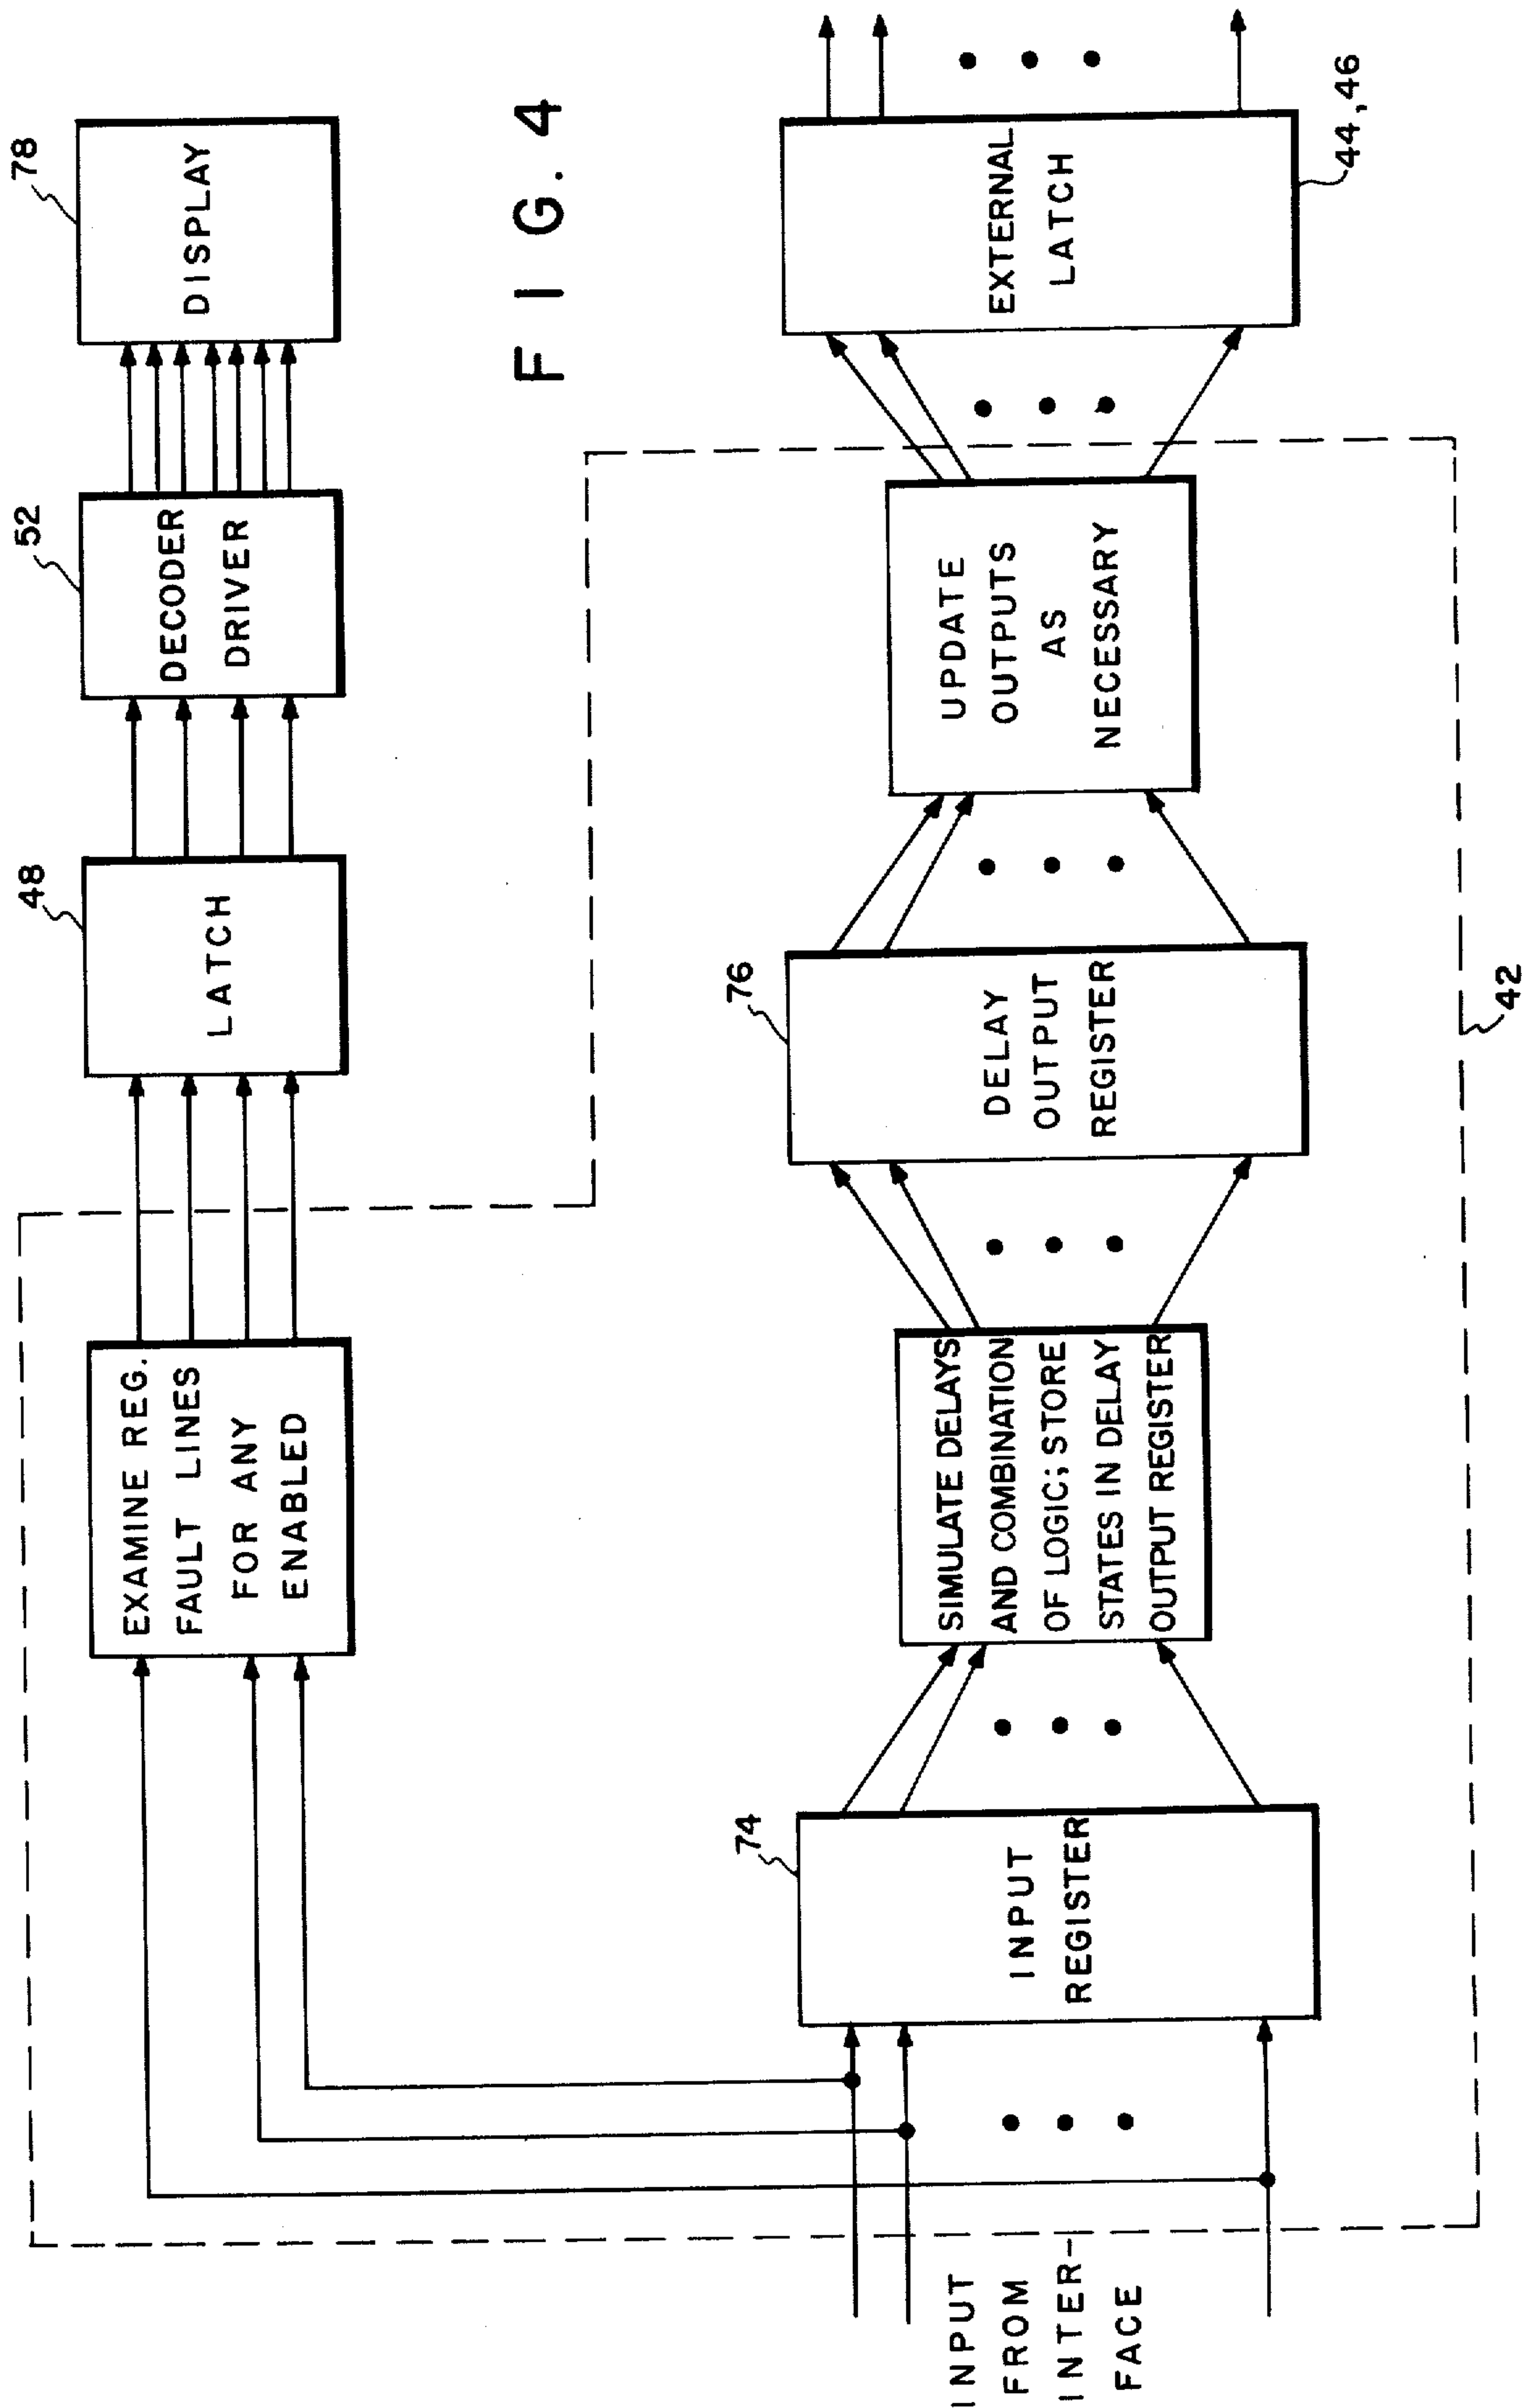 EXAMINE REG.
FAULT LINES
FOR ANY
ENABLED
48
LATCH
52
DECODER
DRIVER
78
DISPLAY
FIG. 4
INPUT
FROM
INTER-
FACE
74
INPUT
REGISTER
SIMULATE DELAYS
AND COMBINATION
OF LOGIC; STORE
STATES IN DELAY
OUTPUT REGISTER
76
DELAY
OUTPUT
REGISTER
UPDATE
OUTPUTS
AS
NECESSARY
EXTERNAL
LATCH
44, 46
42